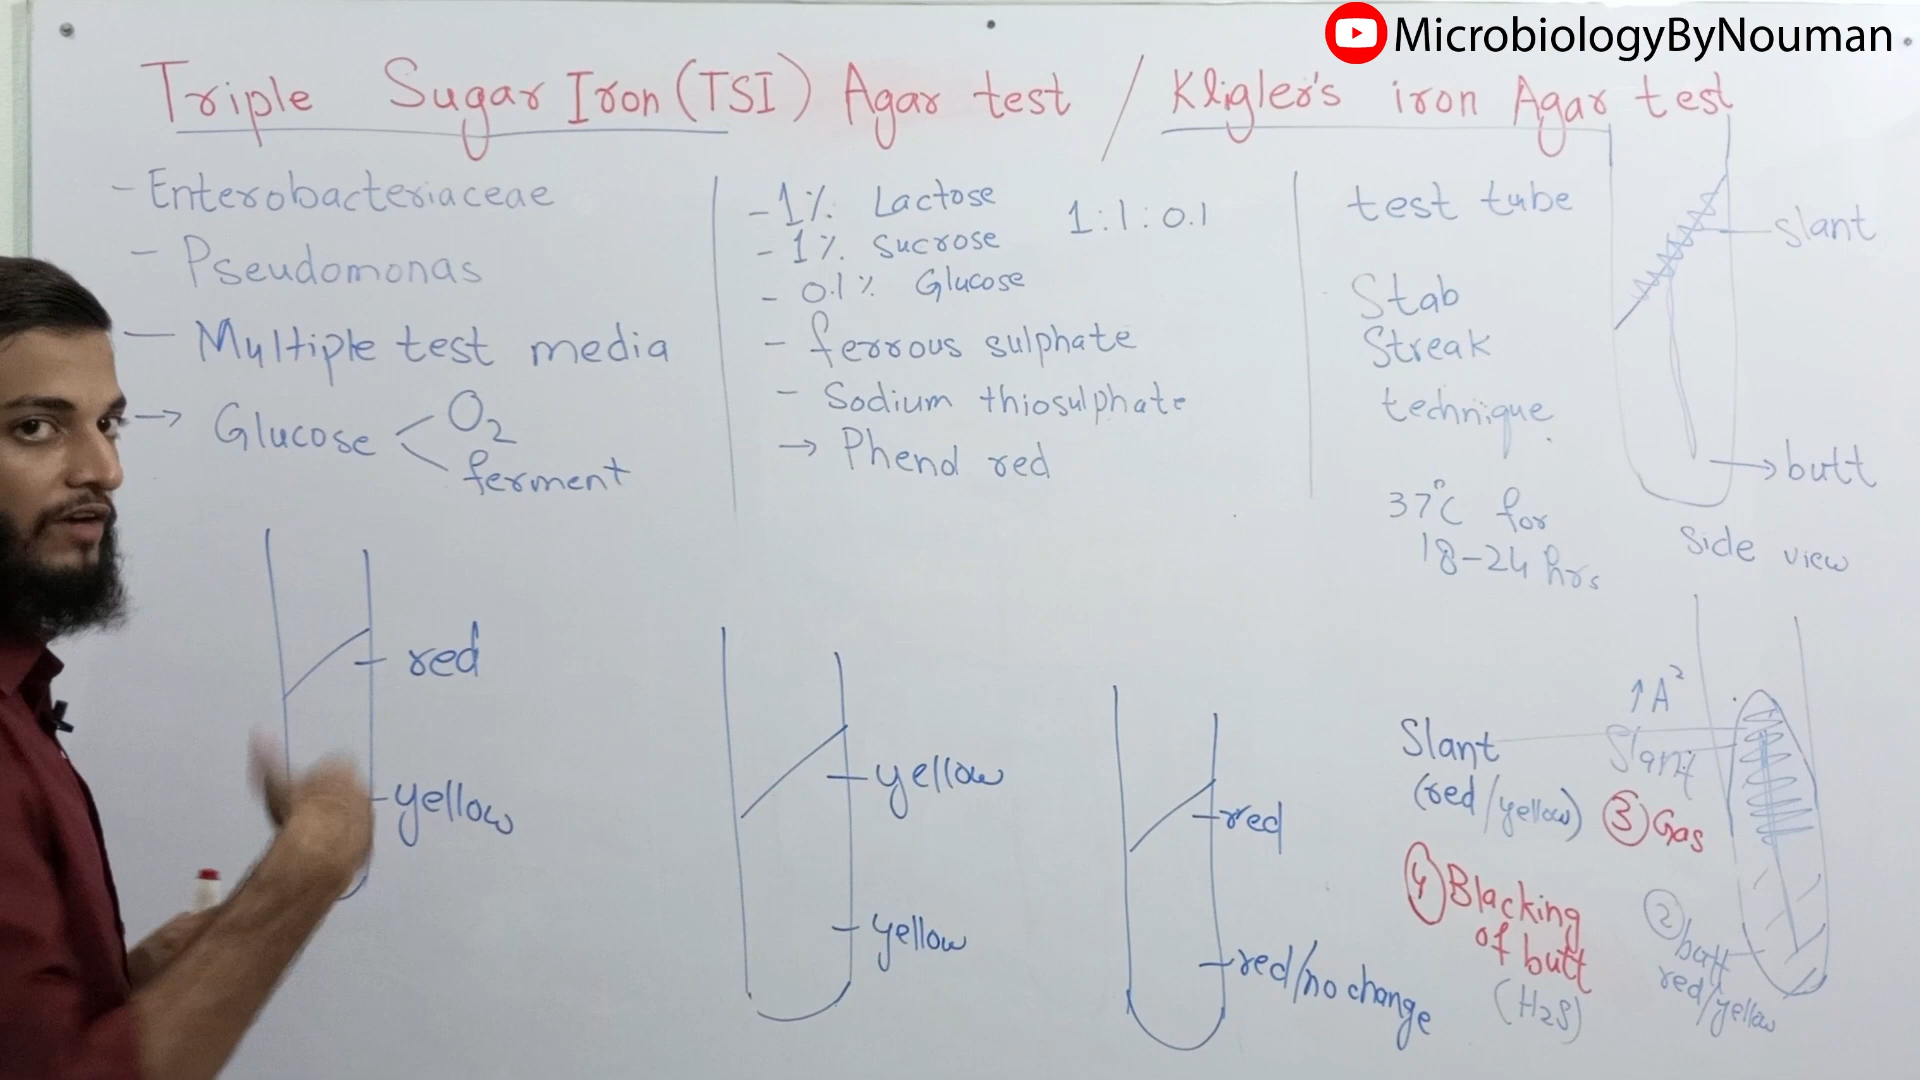 MicrobiologyByNouman
Triple Sugar Iron (TSI) Agar test / Kligler's iron Agar test
- Enterobacteriaceae
- Pseudomonas
- Multiple test media
→ Glucose < O2
ferment
- 1% Lactose
- 1% sucrose
- 0.1% Glucose
1:1:0.1
- ferrous sulphate
- Sodium thiosulphate
→ Phenol red
test tube
Stab
Streak
technique
37°C for
18-24 hrs
slant
→ butt
Side view
red
yellow
yellow
yellow
red
red/no change
↑A²
Slant
Slant
(red/yellow)
③ Gas
④ Blacking
of butt
(H2S)
② butt
red/yellow